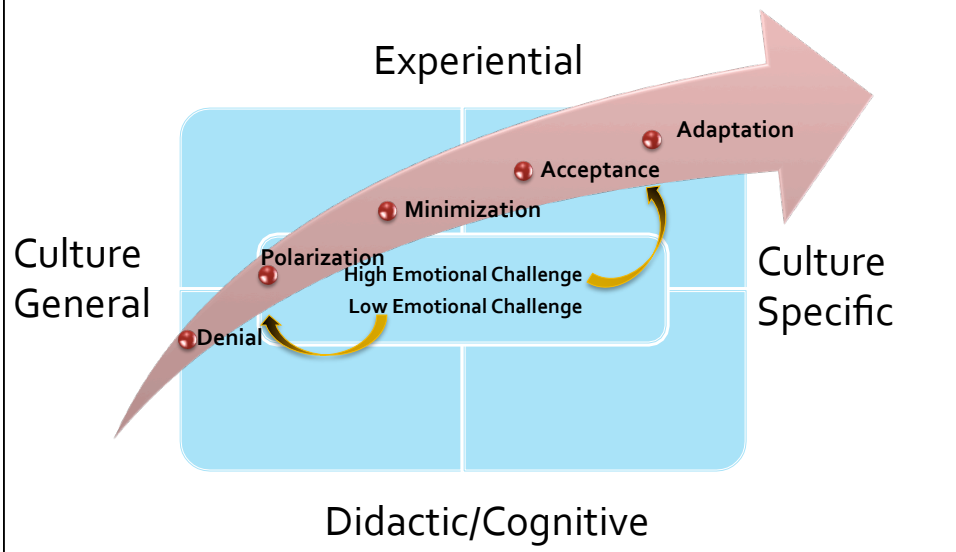 Experiential
Adaptation
Acceptance
Minimization
Culture
General
Polarization
High Emotional Challenge
Low Emotional Challenge
Culture
Specific
Denial
Didactic/Cognitive